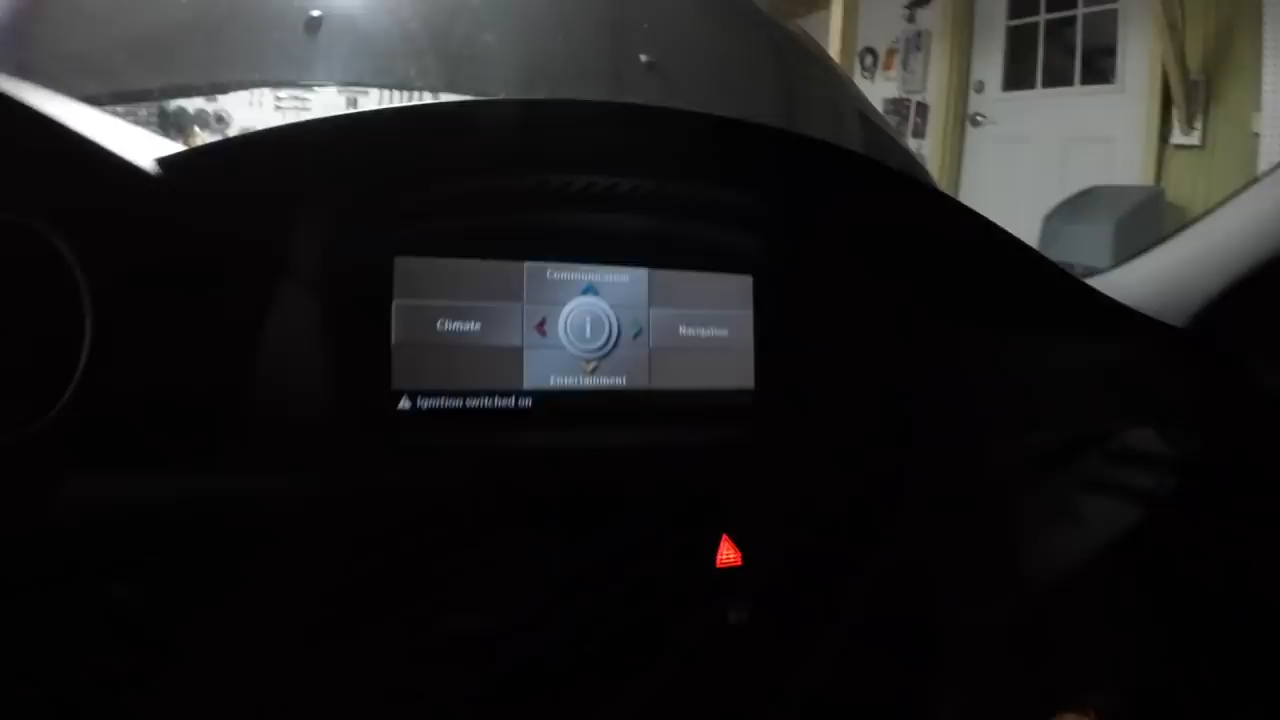 Communication
Climate
i
Navigation
Entertainment
Ignition switched on